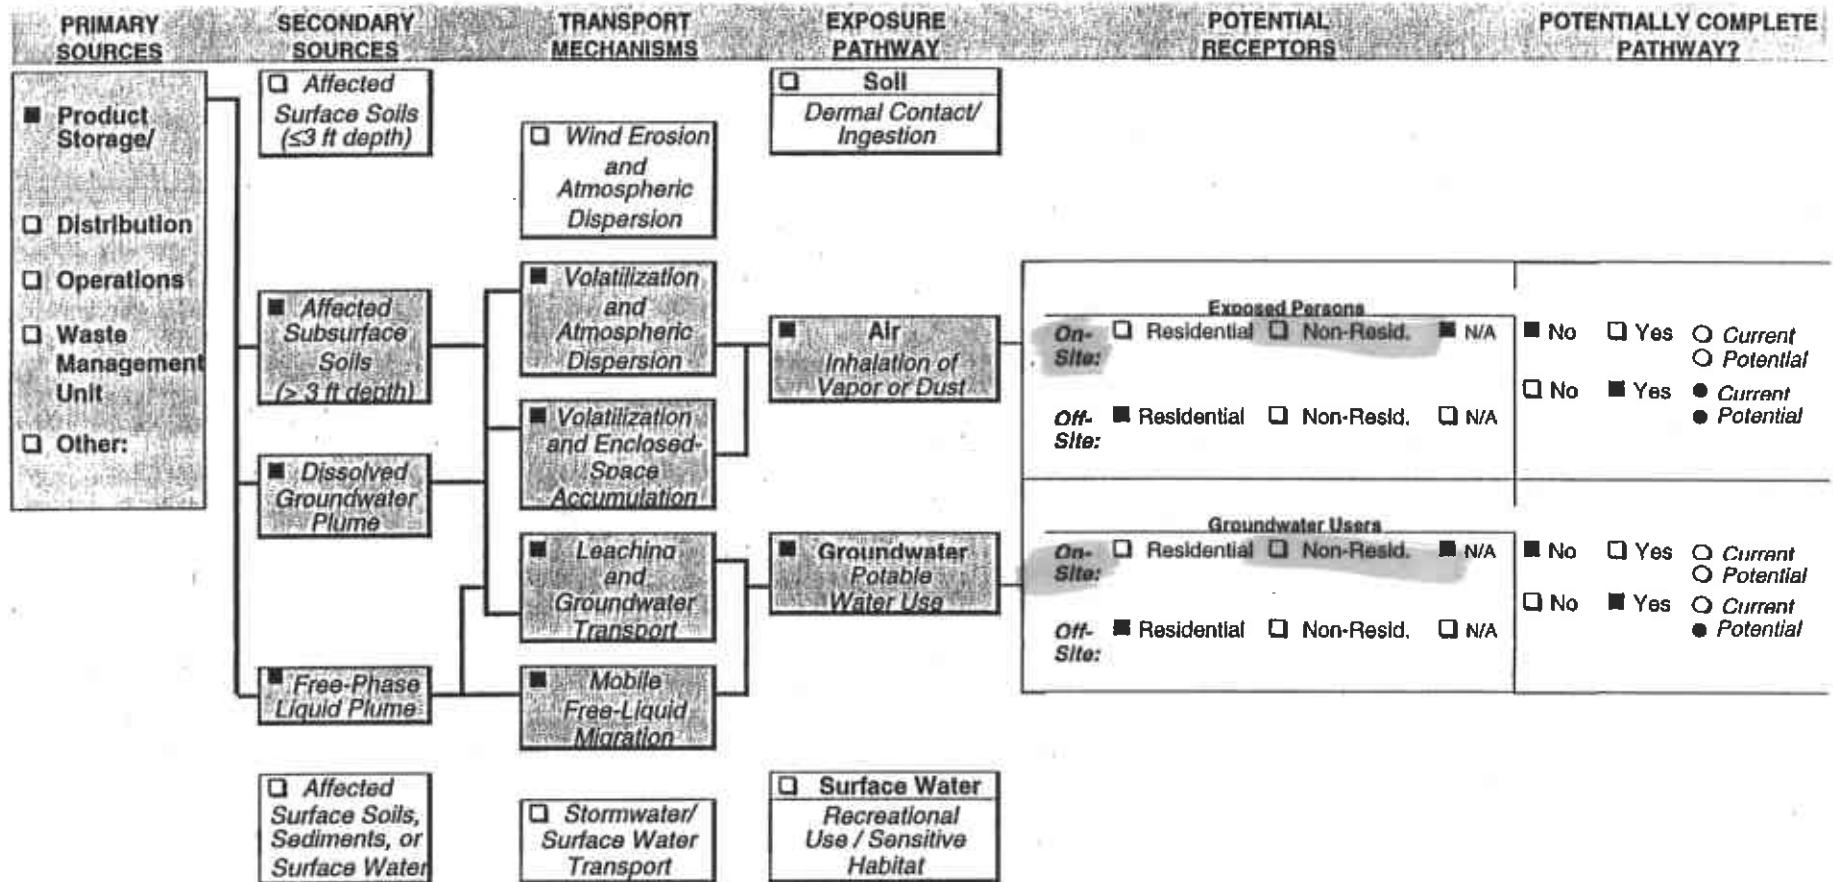 PRIMARY SOURCES
SECONDARY SOURCES
TRANSPORT MECHANISMS
EXPOSURE PATHWAY
POTENTIAL RECEPTORS
POTENTIALLY COMPLETE PATHWAY?
■ Product
Storage/
☐ Distribution
☐ Operations
☐ Waste
Management
Unit
☐ Other:
☐ Affected
Surface Soils
(≤3 ft depth)
■ Affected
Subsurface
Soils
(> 3 ft depth)
■ Dissolved
Groundwater
Plume
■ Free-Phase
Liquid Plume
☐ Affected
Surface Soils,
Sediments, or
Surface Water
☐ Wind Erosion
and
Atmospheric
Dispersion
■ Volatilization
and
Atmospheric
Dispersion
■ Volatilization
and Enclosed-
Space
Accumulation
■ Leaching
and
Groundwater
Transport
■ Mobile
Free-Liquid
Migration
☐ Stormwater/
Surface Water
Transport
☐ Soil
Dermal Contact/
Ingestion
■ Air
Inhalation of
Vapor or Dust
■ Groundwater
Potable
Water Use
☐ Surface Water
Recreational
Use / Sensitive
Habitat
Exposed Persons
On-Site: ☐ Residential ☐ Non-Resid. ■ N/A
■ No ☐ Yes ○ Current
○ Potential
Off-Site: ■ Residential ☐ Non-Resid. ☐ N/A
☐ No ■ Yes ● Current
● Potential
Groundwater Users
On-Site: ☐ Residential ☐ Non-Resid. ■ N/A
■ No ☐ Yes ○ Current
○ Potential
Off-Site: ■ Residential ☐ Non-Resid. ☐ N/A
☐ No ■ Yes ○ Current
● Potential